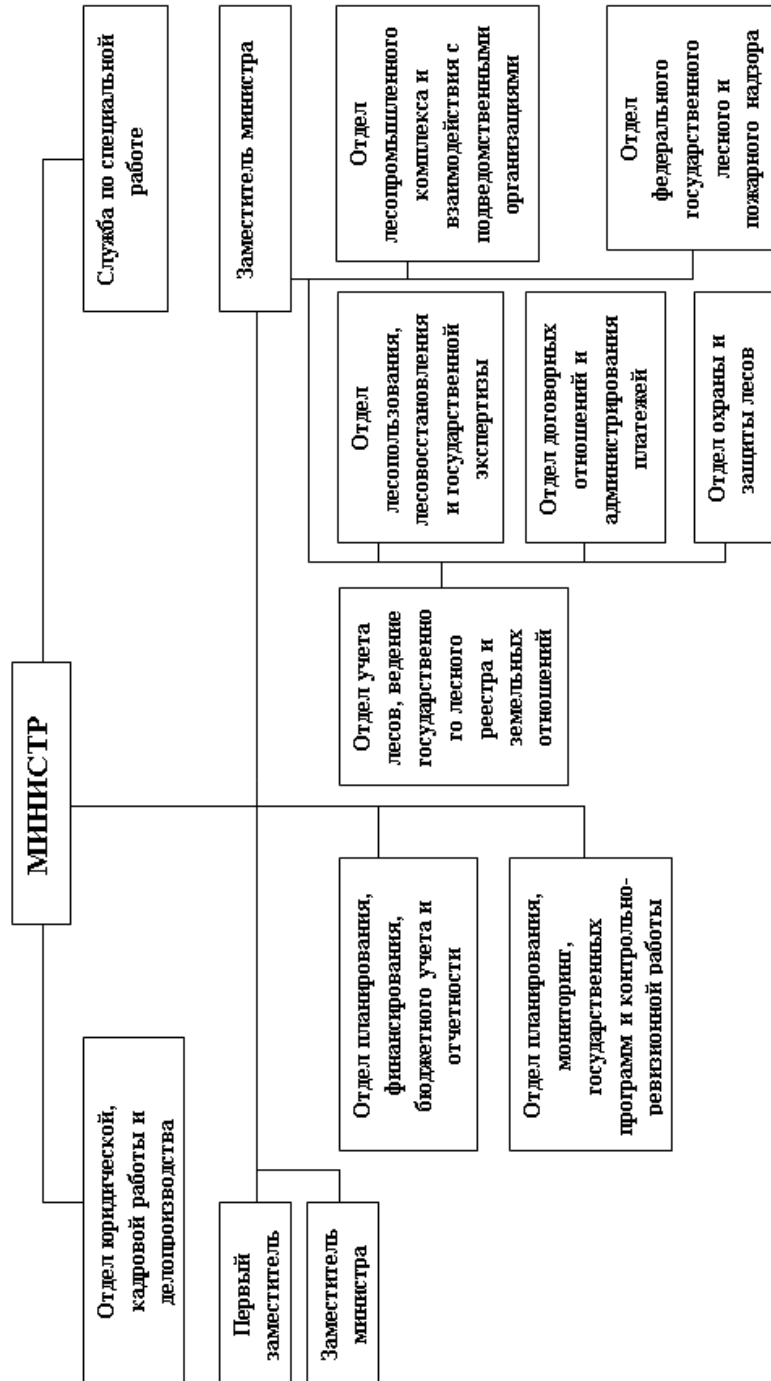 МИНИСТР
Отдел юридической,
кадровой работы и
делопроизводства
Служба по специальной
работе
Первый
заместитель
Заместитель
министра
Заместитель министра
Отдел планирования,
финансирования,
бюджетного учета и
отчетности
Отдел планирования,
мониторинг,
государственных
программ и контрольно-
ревизионной работы
Отдел учета
лесов, ведение
государственно
го лесного
реестра и
земельных
отношений
Отдел
лесопользования,
лесовосстановления
и государственной
экспертизы
Отдел договорных
отношений и
администрирования
платежей
Отдел охраны и
защиты лесов
Отдел
лесопромышленного
комплекса и
взаимодействия с
подведомственными
организациями
Отдел
федерального
государственного
лесного и
пожарного надзора